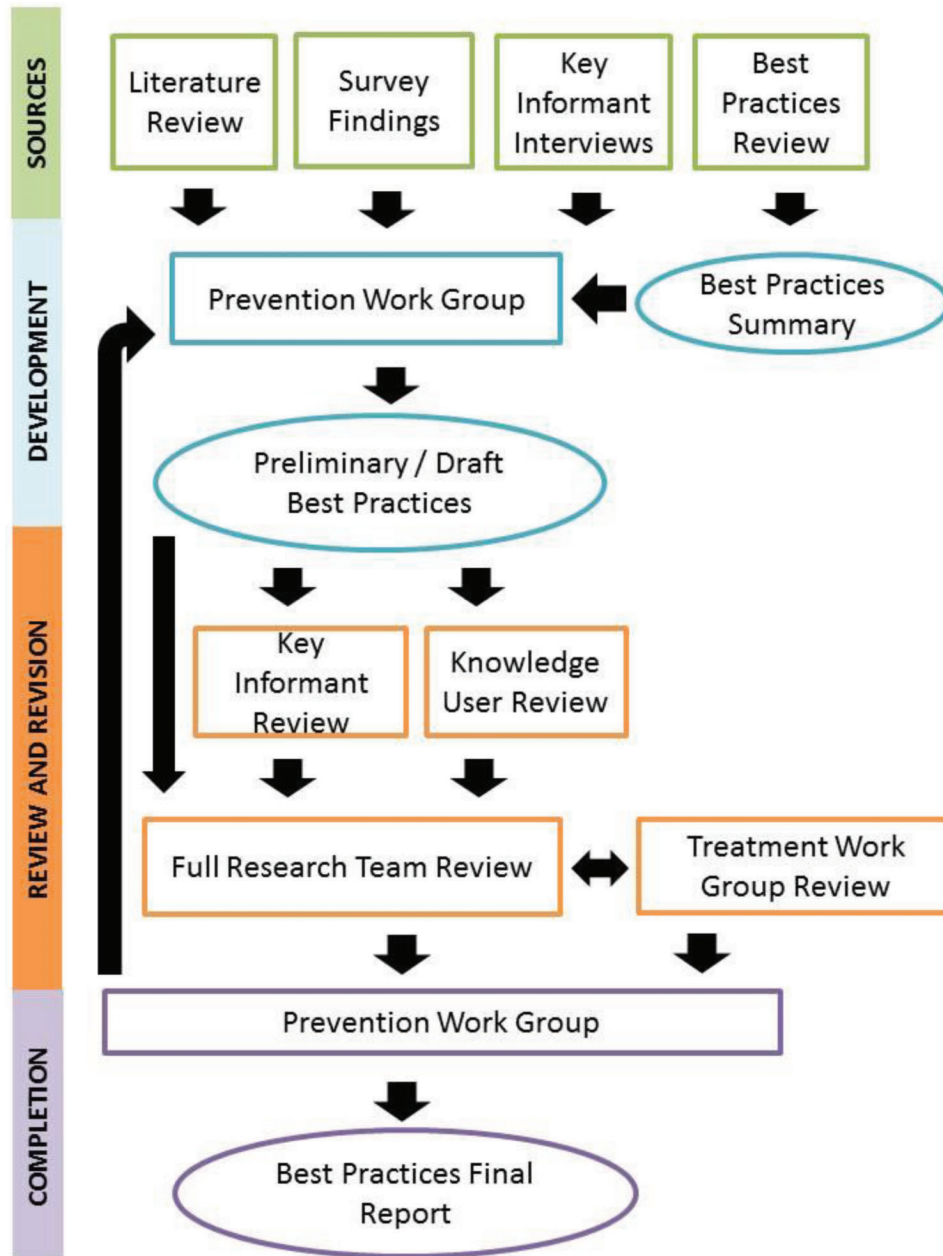 SOURCES
Literature
Review
Survey
Findings
Key
Informant
Interviews
Best
Practices
Review
DEVELOPMENT
Prevention Work Group
Best Practices
Summary
Preliminary / Draft
Best Practices
REVIEW AND REVISION
Key
Informant
Review
Knowledge
User Review
Full Research Team Review
Treatment Work
Group Review
COMPLETION
Prevention Work Group
Best Practices Final
Report